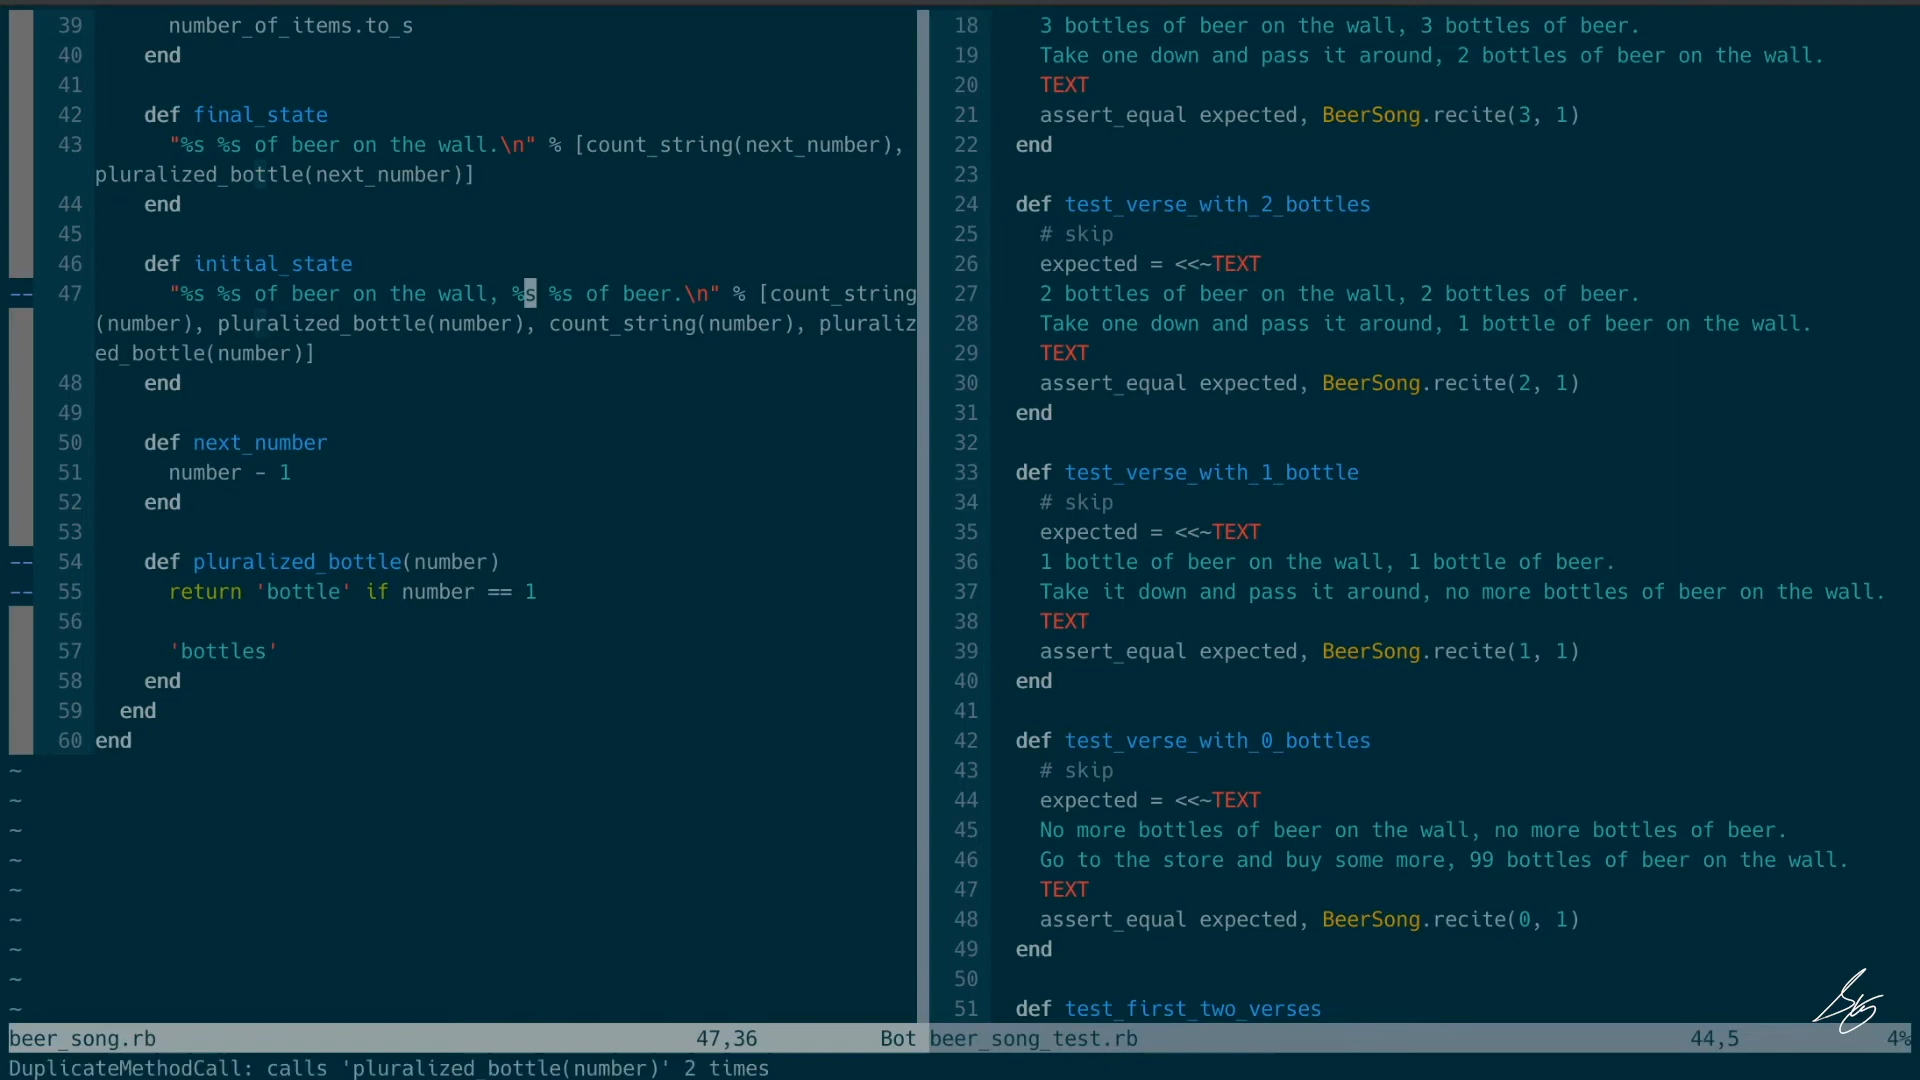 39 number_of_items.to_s
40 end
41
42 def final_state
43 "%s %s of beer on the wall.\n" % [count_string(next_number),
pluralized_bottle(next_number)]
44 end
45
46 def initial_state
-- 47 "%s %s of beer on the wall, %s %s of beer.\n" % [count_string
(number), pluralized_bottle(number), count_string(number), pluraliz
ed_bottle(number)]
48 end
49
50 def next_number
51 number - 1
52 end
53
-- 54 def pluralized_bottle(number)
-- 55 return 'bottle' if number == 1
56
57 'bottles'
58 end
59 end
60 end
~
~
~
~
~
~
~
~
~
beer_song.rb 47,36 Bot
18 3 bottles of beer on the wall, 3 bottles of beer.
19 Take one down and pass it around, 2 bottles of beer on the wall.
20 TEXT
21 assert_equal expected, BeerSong.recite(3, 1)
22 end
23
24 def test_verse_with_2_bottles
25 # skip
26 expected = <<~TEXT
27 2 bottles of beer on the wall, 2 bottles of beer.
28 Take one down and pass it around, 1 bottle of beer on the wall.
29 TEXT
30 assert_equal expected, BeerSong.recite(2, 1)
31 end
32
33 def test_verse_with_1_bottle
34 # skip
35 expected = <<~TEXT
36 1 bottle of beer on the wall, 1 bottle of beer.
37 Take it down and pass it around, no more bottles of beer on the wall.
38 TEXT
39 assert_equal expected, BeerSong.recite(1, 1)
40 end
41
42 def test_verse_with_0_bottles
43 # skip
44 expected = <<~TEXT
45 No more bottles of beer on the wall, no more bottles of beer.
46 Go to the store and buy some more, 99 bottles of beer on the wall.
47 TEXT
48 assert_equal expected, BeerSong.recite(0, 1)
49 end
50
51 def test_first_two_verses
beer_song_test.rb 44,5 4%
DuplicateMethodCall: calls 'pluralized_bottle(number)' 2 times